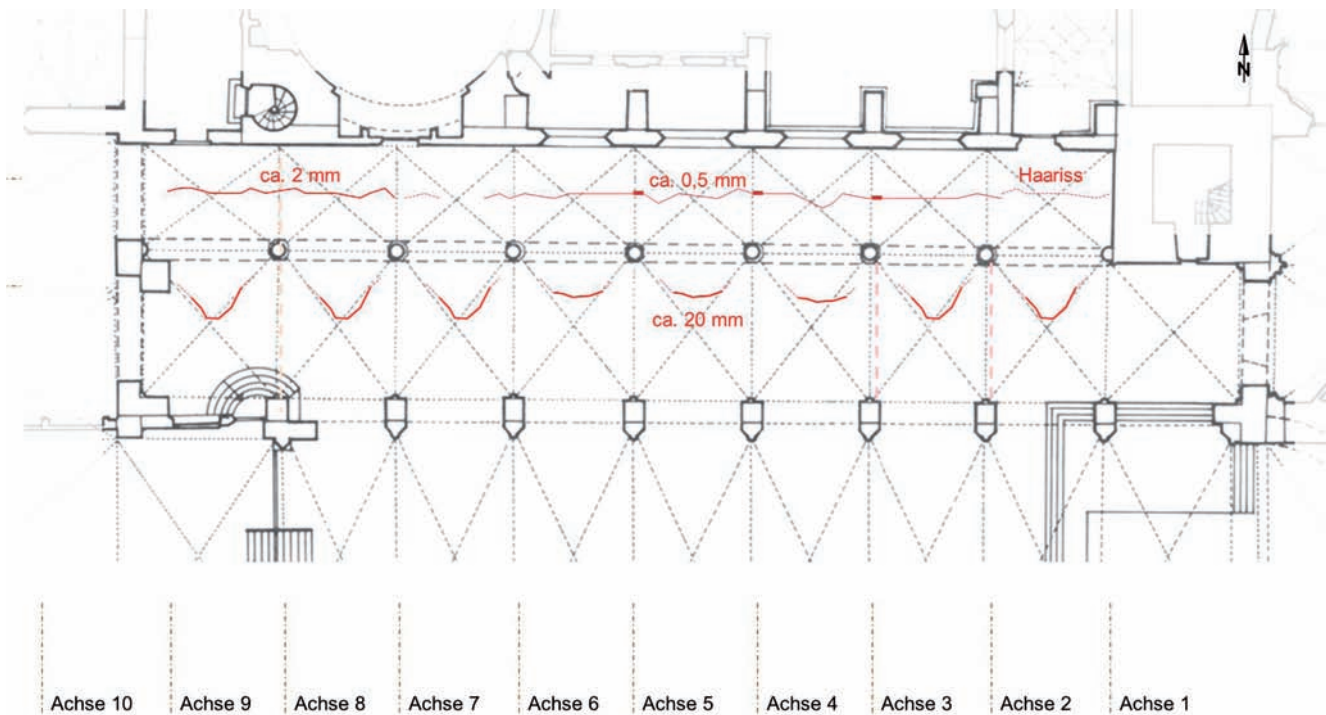 N
ca. 2 mm
ca. 0,5 mm
Haariss
ca. 20 mm
Achse 10
Achse 9
Achse 8
Achse 7
Achse 6
Achse 5
Achse 4
Achse 3
Achse 2
Achse 1